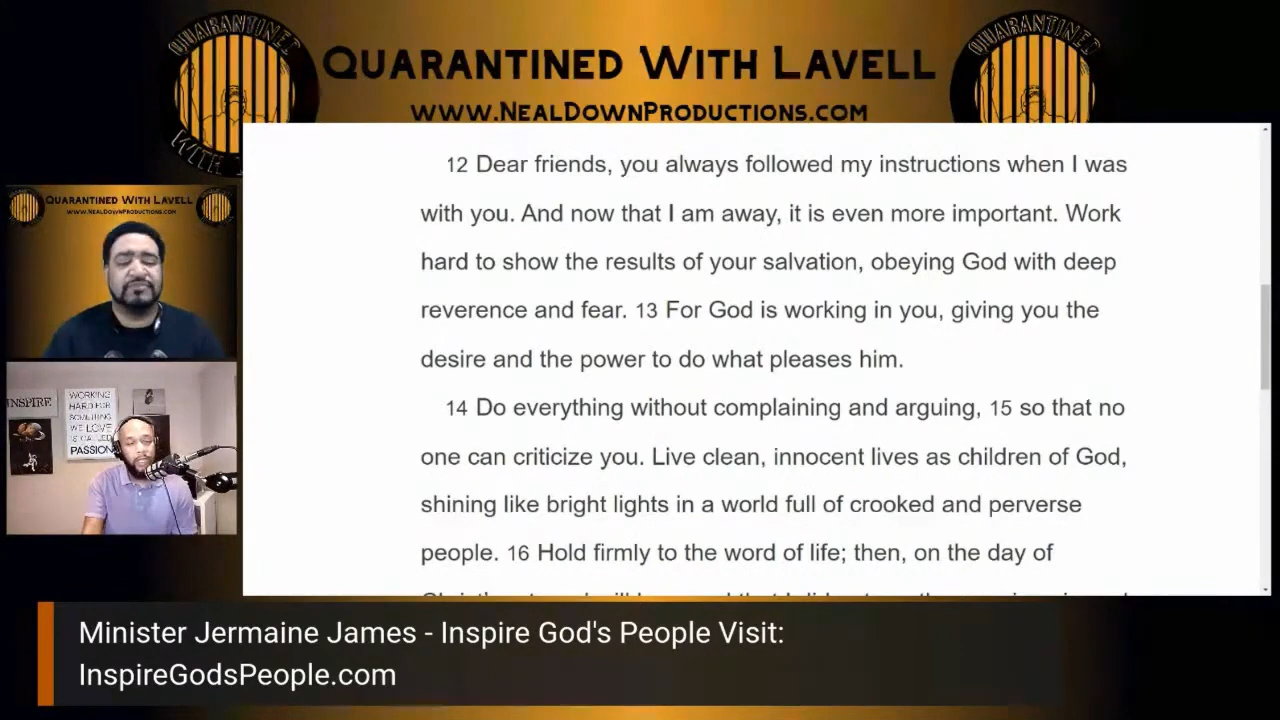 QUARANTINED
QUARANTINED
QUARANTINED WITH LAVELL
WWW.NEALDOWNPRODUCTIONS.COM
12 Dear friends, you always followed my instructions when I was
with you. And now that I am away, it is even more important. Work
hard to show the results of your salvation, obeying God with deep
reverence and fear. 13 For God is working in you, giving you the
desire and the power to do what pleases him.
14 Do everything without complaining and arguing, 15 so that no
one can criticize you. Live clean, innocent lives as children of God,
shining like bright lights in a world full of crooked and perverse
people. 16 Hold firmly to the word of life; then, on the day of
QUARANTINED WITH LAVELL
WWW.NEALDOWNPRODUCTIONS.COM
INSPIRE
WORKING
HARD FOR
SOMETHING
WE LOVE
IS CALLED
PASSION
Minister Jermaine James - Inspire God's People Visit:
InspireGodsPeople.com